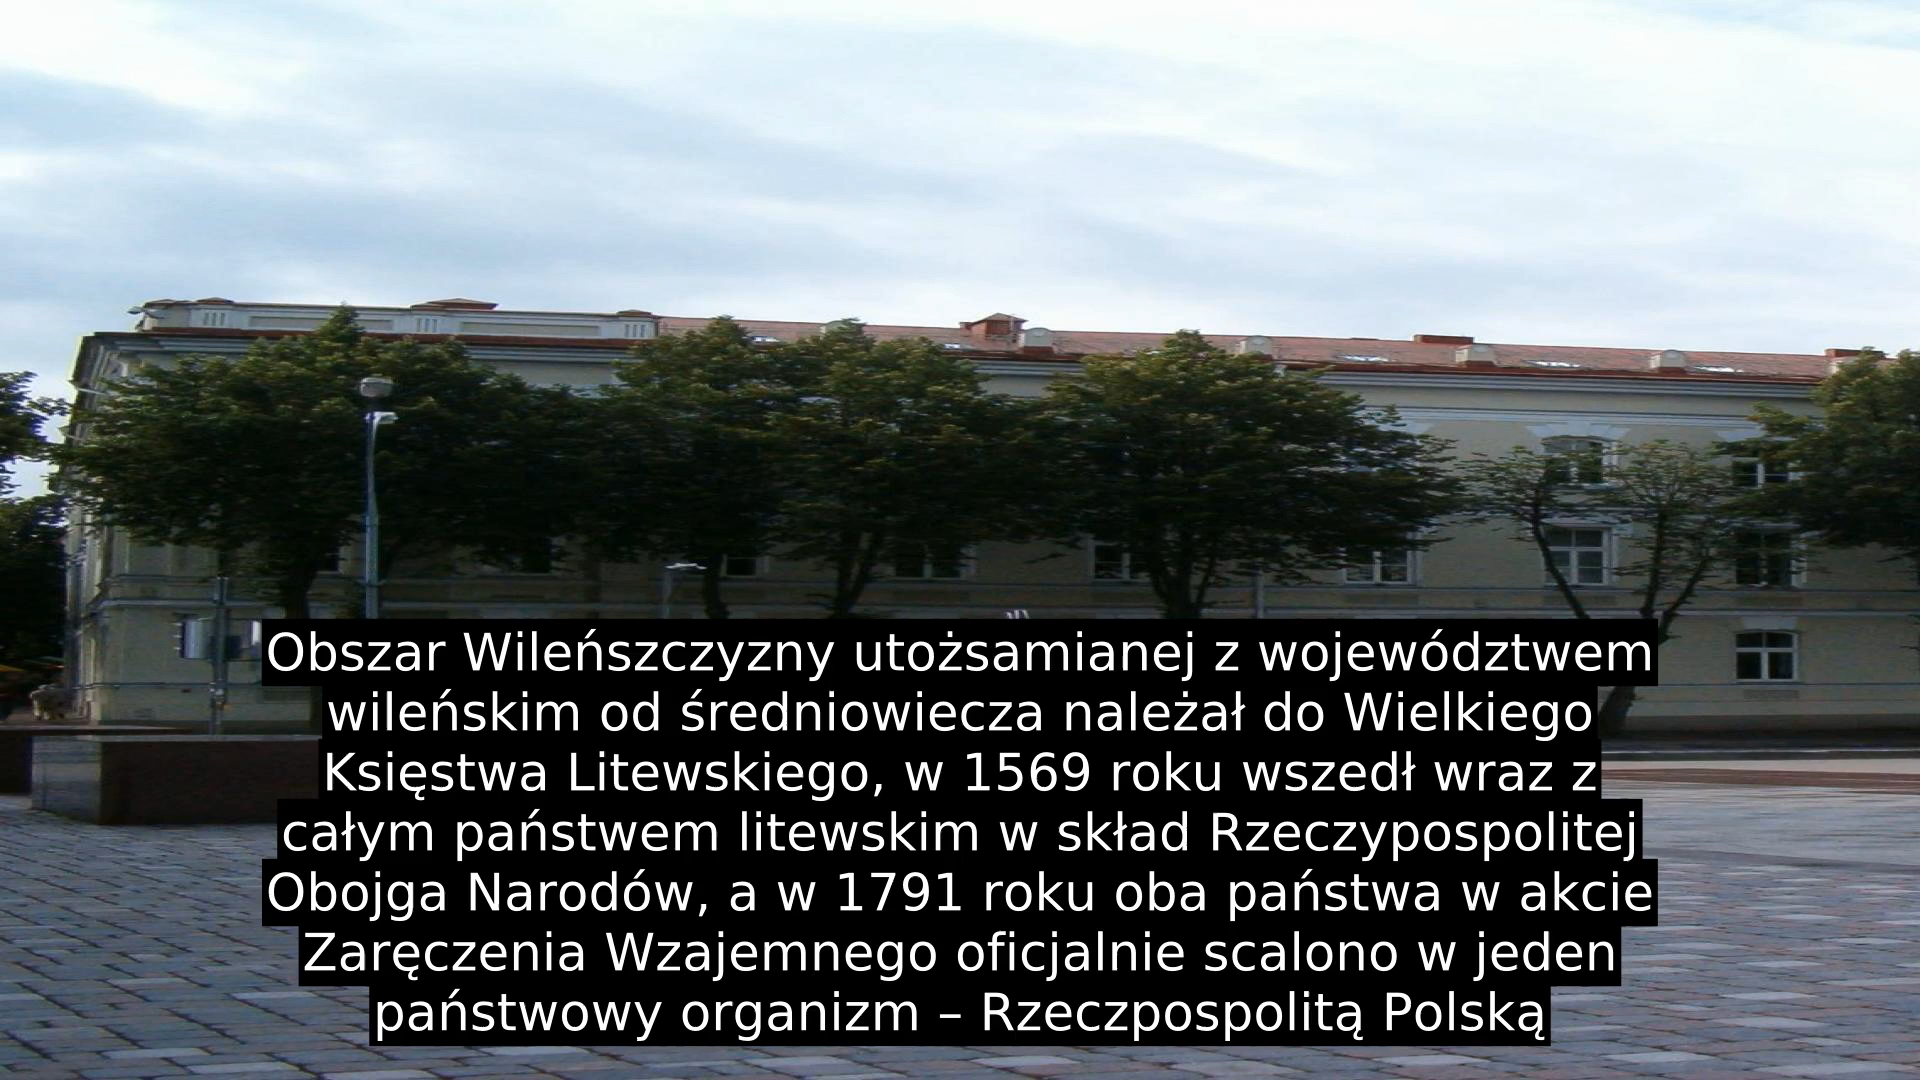 Obszar Wileńszczyzny utożsamianej z województwem
wileńskim od średniowiecza należał do Wielkiego
Księstwa Litewskiego, w 1569 roku wszedł wraz z
całym państwem litewskim w skład Rzeczypospolitej
Obojga Narodów, a w 1791 roku oba państwa w akcie
Zaręczenia Wzajemnego oficjalnie scalono w jeden
państwowy organizm – Rzeczpospolitą Polską